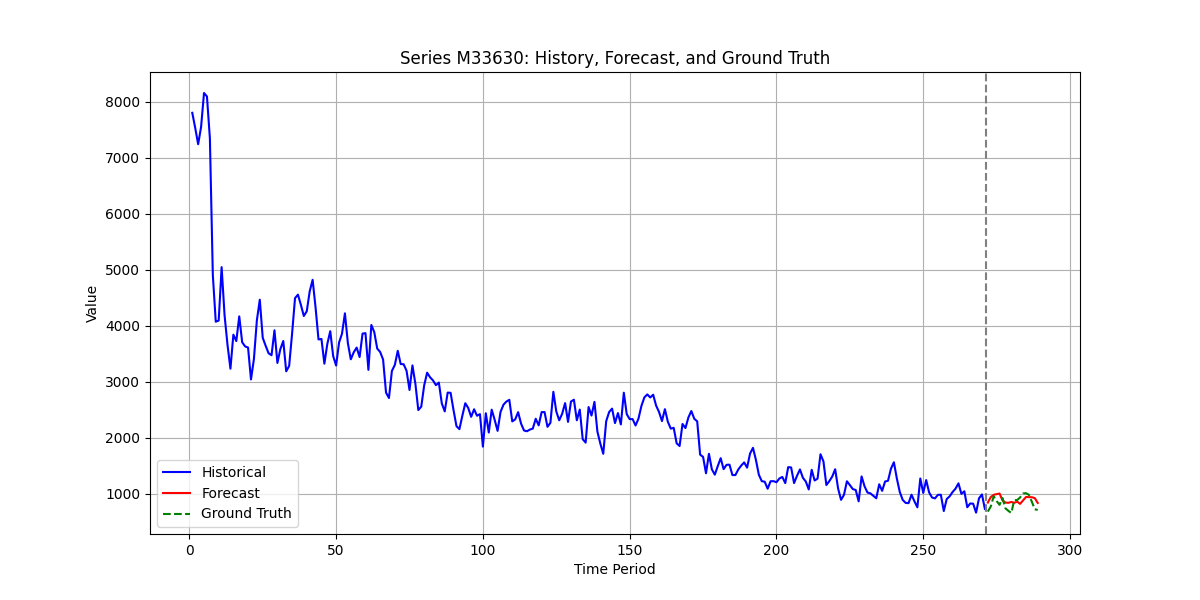 Series M33630: History, Forecast, and Ground Truth
8000
7000
6000
5000
4000
3000
2000
1000
Value
Historical
Forecast
Ground Truth
0
50
100
150
200
250
300
Time Period